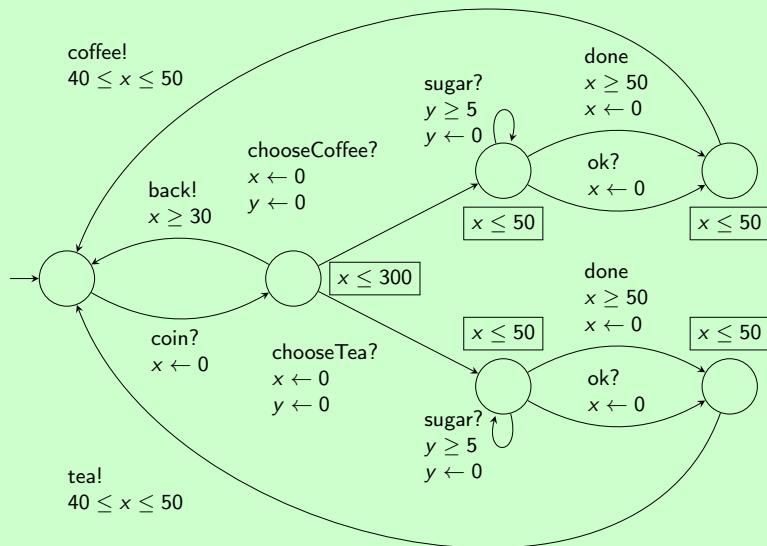 coffee!
40 ≤ x ≤ 50
sugar?
y ≥ 5
y ← 0
done
x ≥ 50
x ← 0
chooseCoffee?
x ← 0
y ← 0
ok?
x ← 0
back!
x ≥ 30
x ≤ 50
x ≤ 50
x ≤ 300
done
x ≥ 50
x ← 0
coin?
x ← 0
chooseTea?
x ← 0
y ← 0
x ≤ 50
x ≤ 50
ok?
x ← 0
sugar?
y ≥ 5
y ← 0
tea!
40 ≤ x ≤ 50